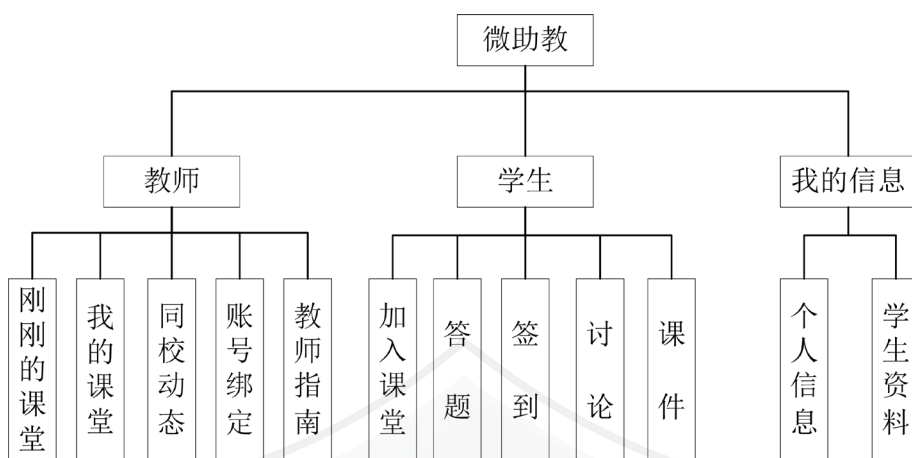 微助教
教师
学生
我的信息
刚刚的课堂
我的课堂
同校动态
账号绑定
教师指南
加入课堂
答题
签到
讨论
课件
个人信息
学生资料